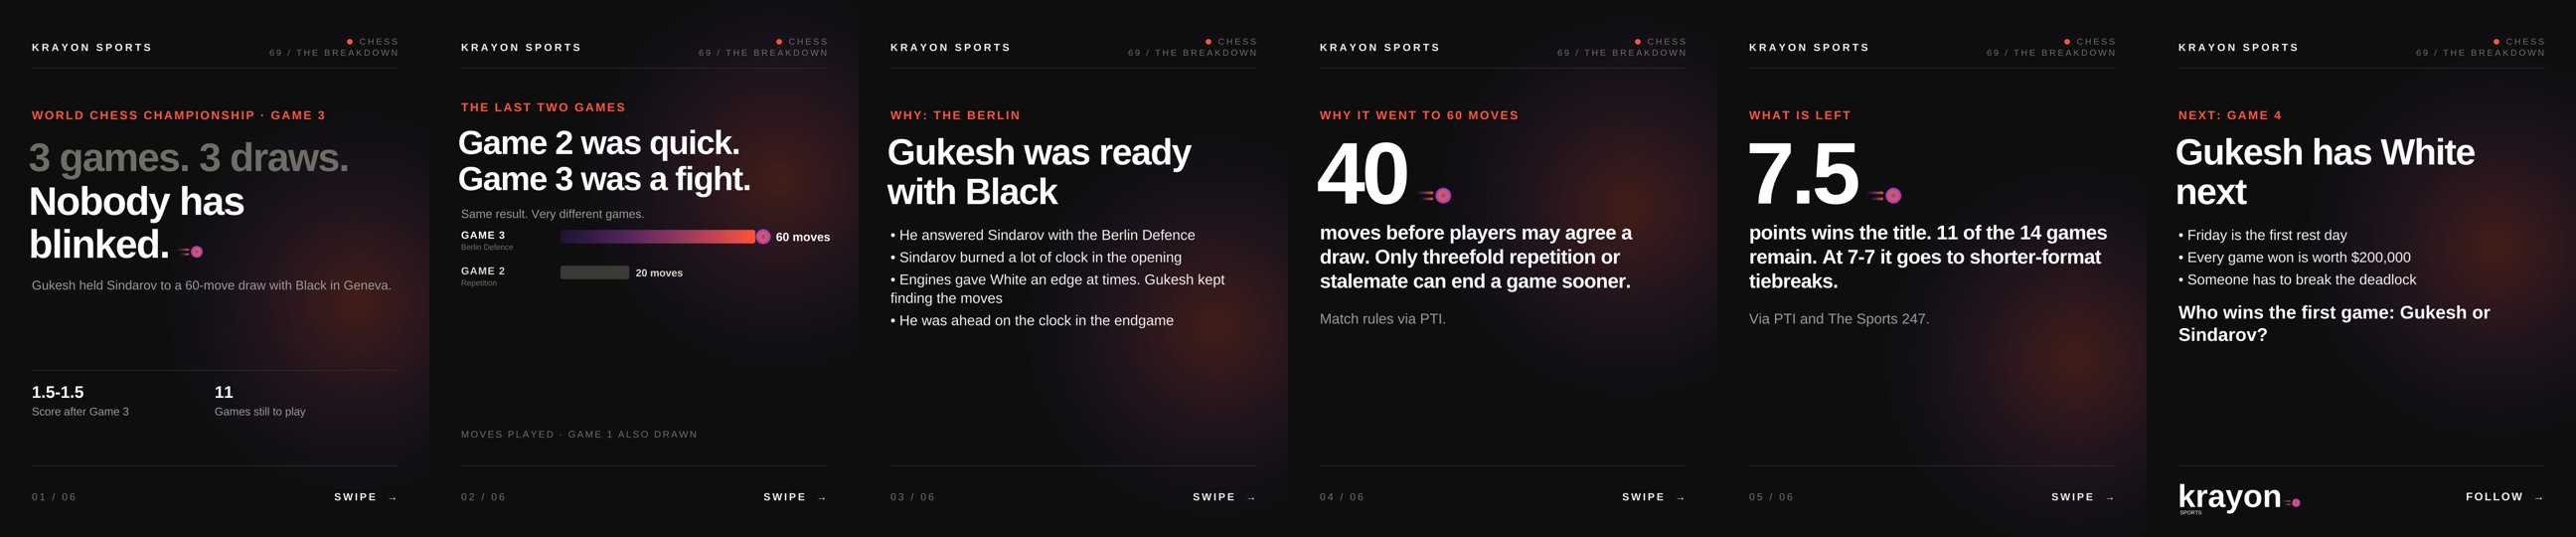 KRAYON SPORTS
● CHESS
69 / THE BREAKDOWN
WORLD CHESS CHAMPIONSHIP · GAME 3
3 games. 3 draws.
Nobody has
blinked.
Gukesh held Sindarov to a 60-move draw with Black in Geneva.
1.5-1.5
Score after Game 3
11
Games still to play
01 / 06
SWIPE →
KRAYON SPORTS
● CHESS
69 / THE BREAKDOWN
THE LAST TWO GAMES
Game 2 was quick.
Game 3 was a fight.
Same result. Very different games.
GAME 3
Berlin Defence
60 moves
GAME 2
Repetition
20 moves
MOVES PLAYED · GAME 1 ALSO DRAWN
02 / 06
SWIPE →
KRAYON SPORTS
● CHESS
69 / THE BREAKDOWN
WHY: THE BERLIN
Gukesh was ready
with Black
• He answered Sindarov with the Berlin Defence
• Sindarov burned a lot of clock in the opening
• Engines gave White an edge at times. Gukesh kept
finding the moves
• He was ahead on the clock in the endgame
03 / 06
SWIPE →
KRAYON SPORTS
● CHESS
69 / THE BREAKDOWN
WHY IT WENT TO 60 MOVES
40
moves before players may agree a
draw. Only threefold repetition or
stalemate can end a game sooner.
Match rules via PTI.
04 / 06
SWIPE →
KRAYON SPORTS
● CHESS
69 / THE BREAKDOWN
WHAT IS LEFT
7.5
points wins the title. 11 of the 14 games
remain. At 7-7 it goes to shorter-format
tiebreaks.
Via PTI and The Sports 247.
05 / 06
SWIPE →
KRAYON SPORTS
● CHESS
69 / THE BREAKDOWN
NEXT: GAME 4
Gukesh has White
next
• Friday is the first rest day
• Every game won is worth $200,000
• Someone has to break the deadlock
Who wins the first game: Gukesh or
Sindarov?
krayon
SPORTS
FOLLOW →